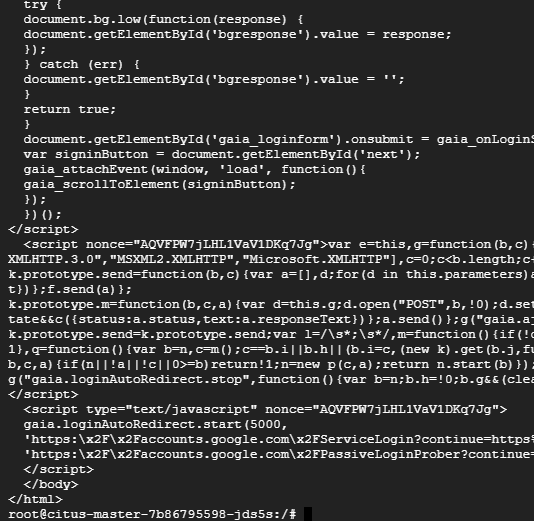 try {
document.bg.low(function(response) {
document.getElementById('bgresponse').value = response;
});
} catch (err) {
document.getElementById('bgresponse').value = '';
}
return true;
}
document.getElementById('gaia_loginform').onsubmit = gaia_onLoginS
var signinButton = document.getElementById('next');
gaia_attachEvent(window, 'load', function(){
gaia_scrollToElement(signinButton);
});
})();
</script>
<script nonce="AQVFPW7jLHL1VaV1DKq7Jg">var e=this,g=function(b,c){
XMLHTTP.3.0","MSXML2.XMLHTTP","Microsoft.XMLHTTP"],c=0;c<b.length;c+
k.prototype.send=function(b,c){var a=[],d;for(d in this.parameters)a
t})};f.send(a)};
k.prototype.m=function(b,c,a){var d=this.g;d.open("POST",b,!0);d.set
tate&&c({status:a.status,text:a.responseText})};a.send()};g("gaia.aj
k.prototype.send=k.prototype.send;var l=/\s*;\s*/,m=function(){if(!c
1},q=function(){var b=n,c=m();c==b.i||b.h||(b.i=c,(new k).get(b.j,fu
b,c,a){if(n||!a||!c||0>=b)return!1;n=new p(c,a);return n.start(b)});
g("gaia.loginAutoRedirect.stop",function(){var b=n;b.h=!0;b.g&&(clea
</script>
<script type="text/javascript" nonce="AQVFPW7jLHL1VaV1DKq7Jg">
gaia.loginAutoRedirect.start(5000,
'https:\x2F\x2Faccounts.google.com\x2FServiceLogin?continue=https%
'https:\x2F\x2Faccounts.google.com\x2FPassiveLoginProber?continue=
</script>
</body>
</html>
root@citus-master-7b86795598-jds5s:/#